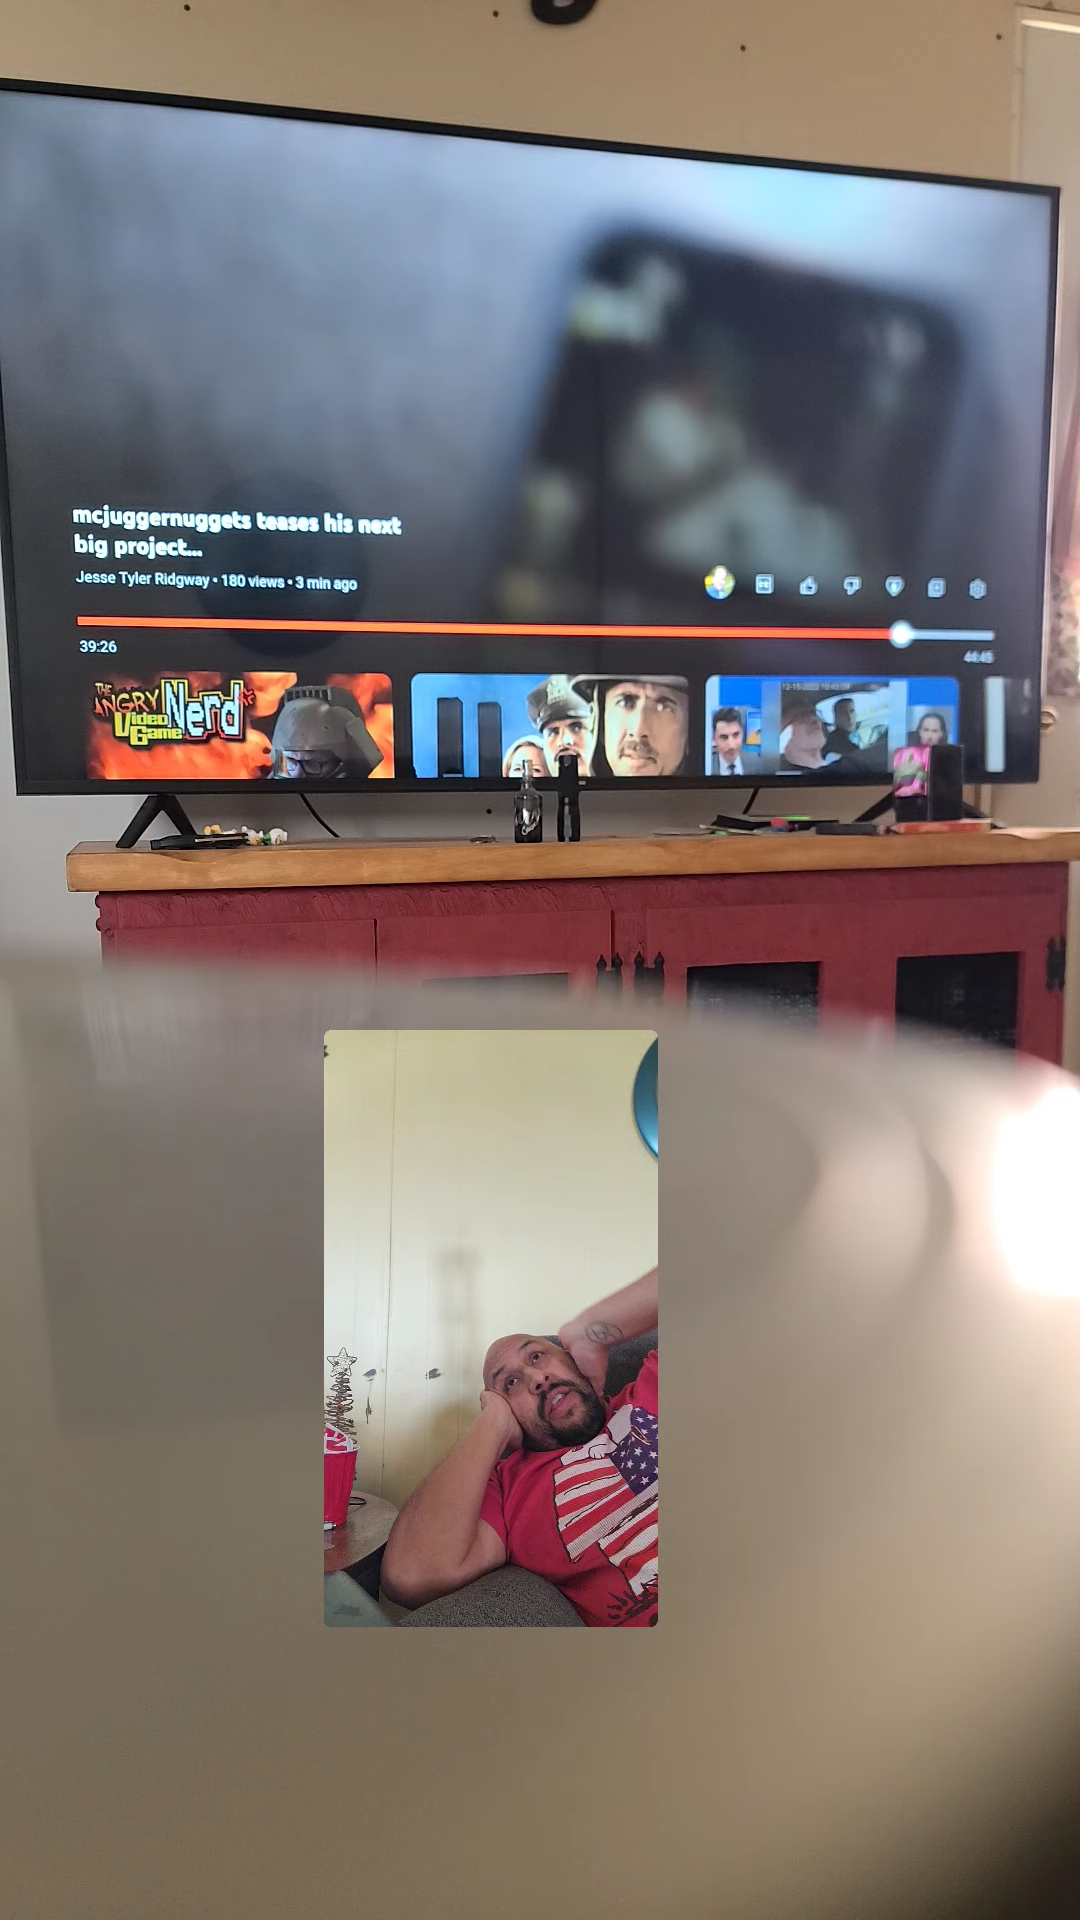 mcjuggernuggets teases his next
big project...
Jesse Tyler Ridgway • 180 views • 3 min ago
39:26
44:45
THE
ANGRY
Video
Game
Nerd